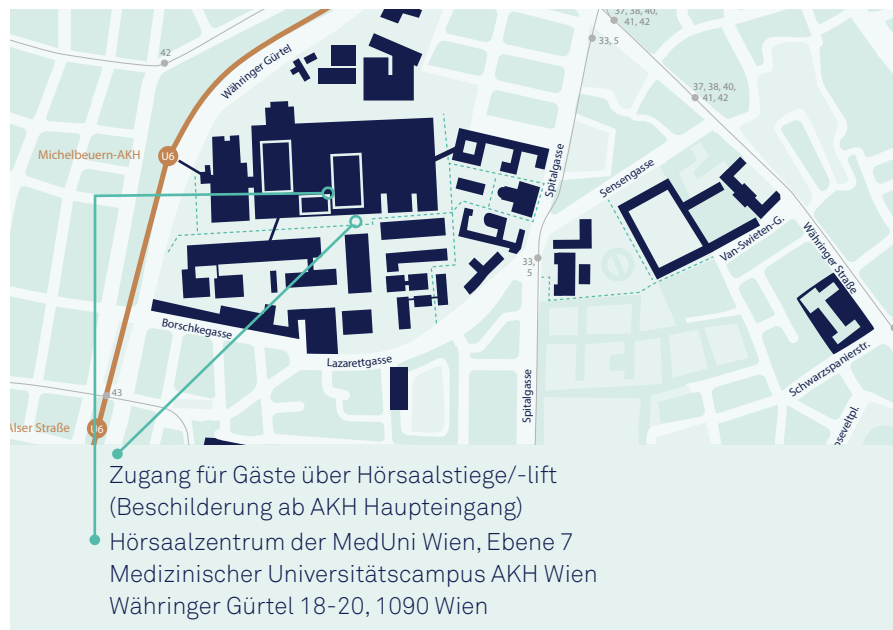 37, 38, 40,
41, 42
33, 5
42
Währinger Gürtel
37, 38, 40,
41, 42
Michelbeuern-AKH
U6
Spitalgasse
Sensengasse
Van-Swieten-G.
Währinger Straße
33,
5
Borschkegasse
Lazarettgasse
Schwarzspanierstr.
43
Spitalgasse
Alser Straße
U6
oseveltpl.
Zugang für Gäste über Hörsaalstiege/-lift
(Beschilderung ab AKH Haupteingang)
Hörsaalzentrum der MedUni Wien, Ebene 7
Medizinischer Universitätscampus AKH Wien
Währinger Gürtel 18-20, 1090 Wien